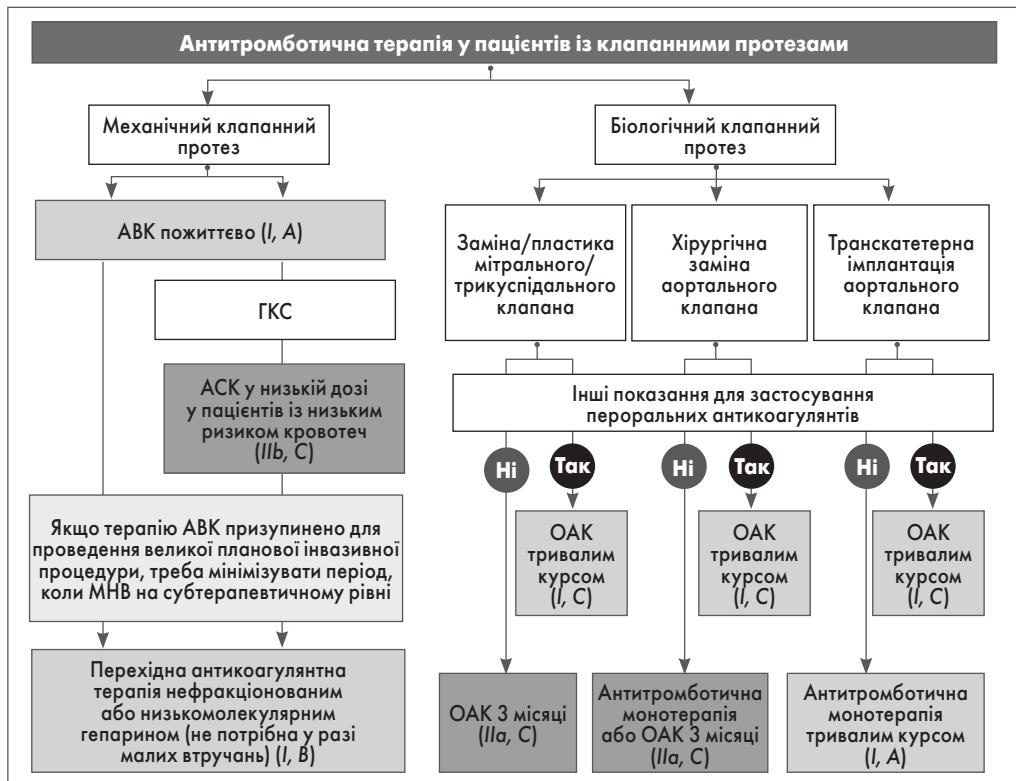 Антитромботична терапія у пацієнтів із клапанними протезами
Механічний клапанний
протез
Біологічний клапанний
протез
АВК пожиттєво (I, A)
ГКС
АСК у низькій дозі
у пацієнтів із низьким
ризиком кровотеч
(IIb, C)
Якщо терапію АВК призупинено для
проведення великої планової інвазивної
процедури, треба мінімізувати період,
коли МНВ на субтерапевтичному рівні
Перехідна антикоагулянтна
терапія нефракціонованим
або низькомолекулярним
гепарином (не потрібна у разі
малих втручань) (I, B)
Заміна/пластика
мітрального/
трикуспідального
клапана
Хірургічна
заміна
аортального
клапана
Транскатетерна
імплантація
аортального
клапана
Інші показання для застосування
пероральних антикоагулянтів
Ні
Так
Ні
Так
Ні
Так
ОАК
тривалим
курсом
(I, C)
ОАК
тривалим
курсом
(I, C)
ОАК
тривалим
курсом
(I, C)
ОАК 3 місяці
(IIa, C)
Антитромботична
монотерапія
або ОАК 3 місяці
(IIa, C)
Антитромботична
монотерапія
тривалим курсом
(I, A)